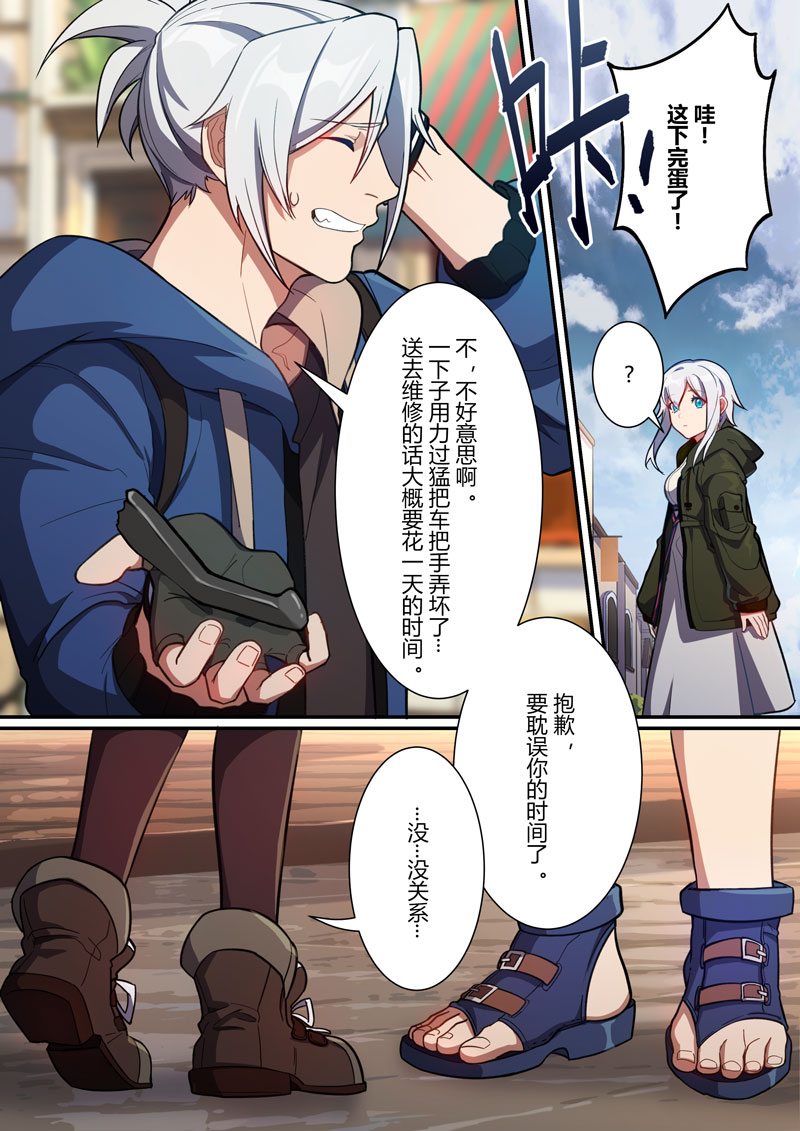 哇！
这下完蛋了！
咔！
？
不，不好意思啊。
一下子用力过猛把车把手弄坏了…
送去维修的话大概要花一天的时间。
抱歉，
要耽误你的时间了。
…没…没关系…